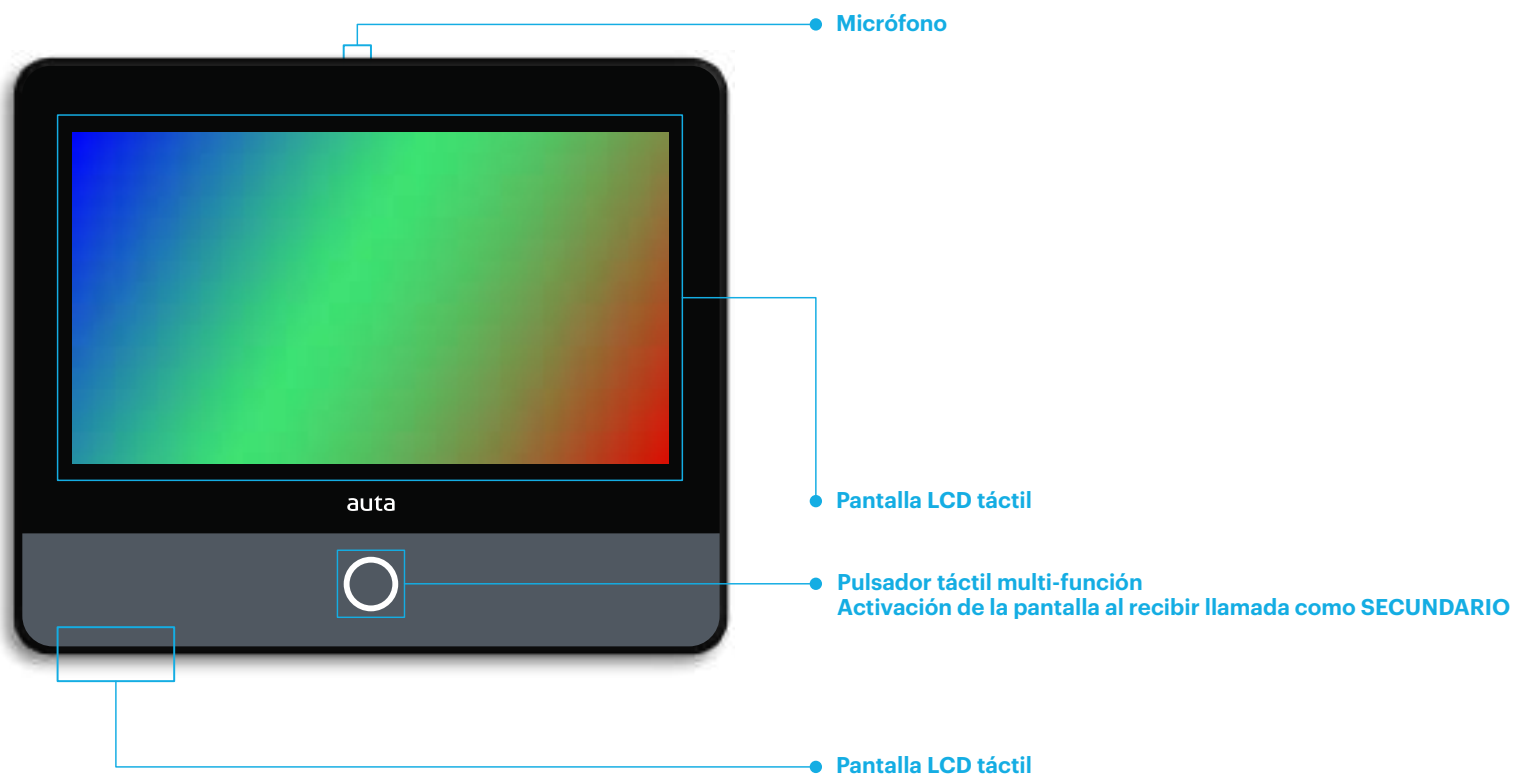 Micrófono
auta
Pantalla LCD táctil
Pulsador táctil multi-función
Activación de la pantalla al recibir llamada como SECUNDARIO
Pantalla LCD táctil